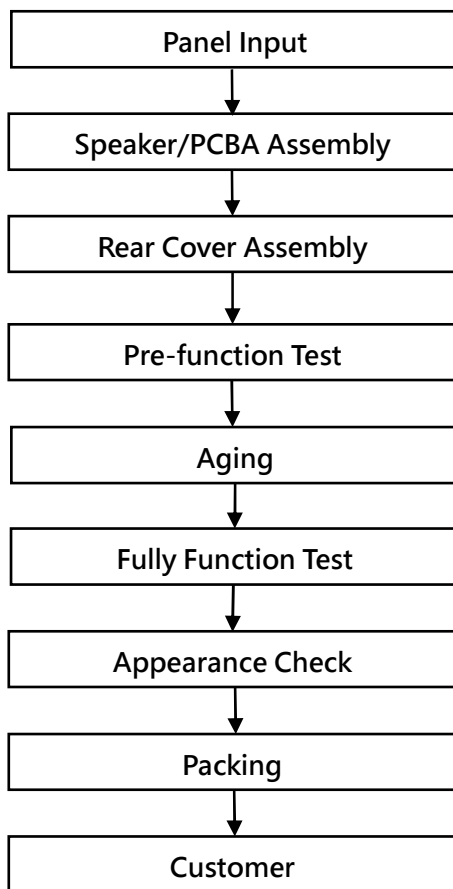 Panel Input
Speaker/PCBA Assembly
Rear Cover Assembly
Pre-function Test
Aging
Fully Function Test
Appearance Check
Packing
Customer